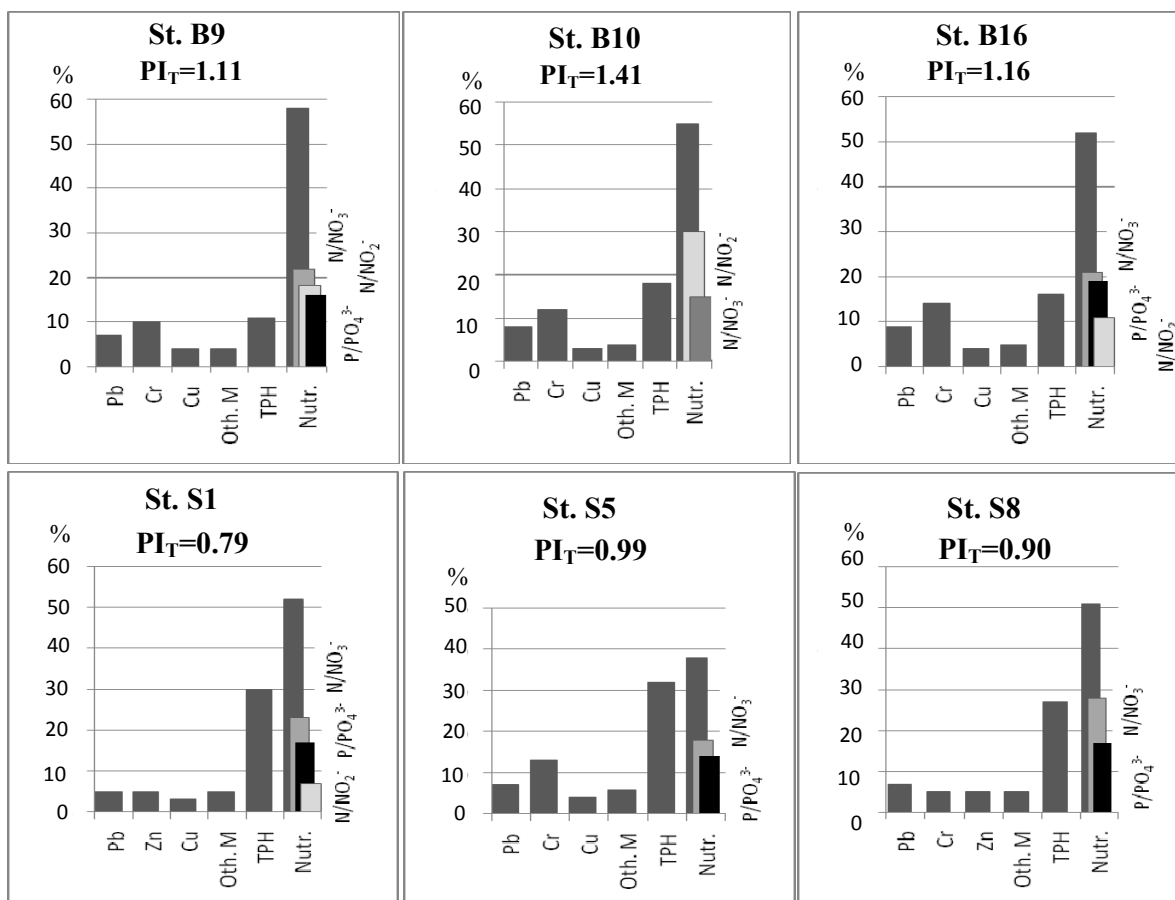 St. B9
PI_T=1.11
%
60
50
40
30
20
10
0
Pb
Cr
Cu
Oth. M
TPH
Nutr.
P/PO₄³⁻
N/NO₃⁻
N/NO₂⁻
St. B10
PI_T=1.41
%
60
50
40
30
20
10
0
Pb
Cr
Cu
Oth. M
TPH
Nutr.
N/NO₃⁻ N/NO₂⁻
St. B16
PI_T=1.16
%
60
50
40
30
20
10
0
Pb
Cr
Cu
Oth. M
TPH
Nutr.
P/PO₄³⁻ N/NO₃⁻
N/NO₂⁻
St. S1
PI_T=0.79
%
60
50
40
30
20
10
0
Pb
Zn
Cu
Oth. M
TPH
Nutr.
N/NO₂⁻ P/PO₄³⁻ N/NO₃⁻
St. S5
PI_T=0.99
%
50
40
30
20
10
0
Pb
Cr
Cu
Oth. M
TPH
Nutr.
P/PO₄³⁻ N/NO₃⁻
St. S8
PI_T=0.90
%
60
50
40
30
20
10
0
Pb
Cr
Zn
Oth. M
TPH
Nutr.
P/PO₄³⁻ N/NO₃⁻